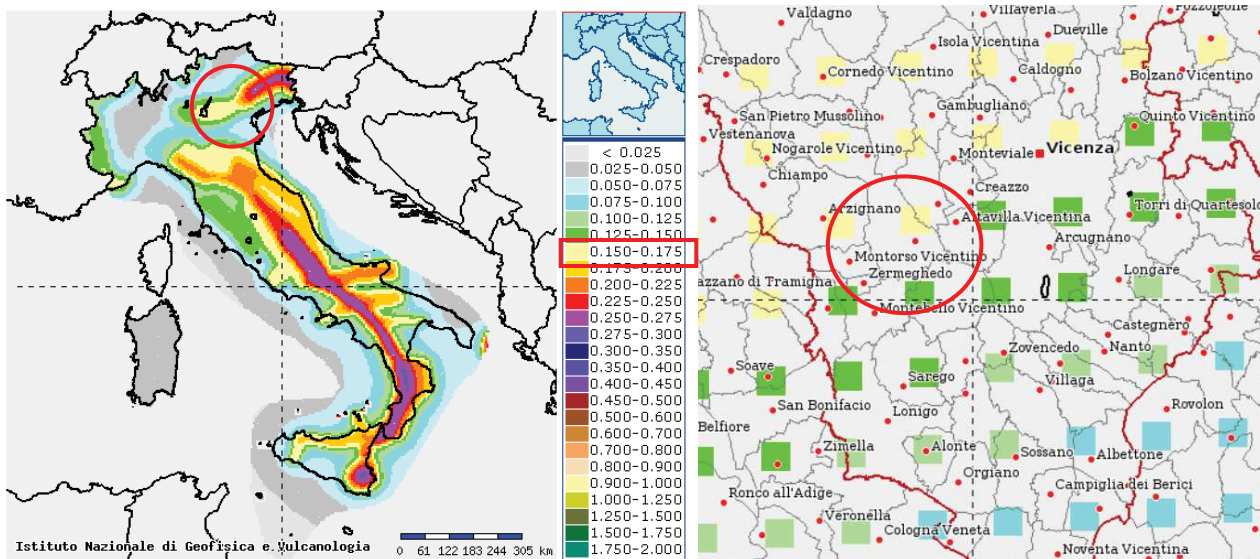 < 0.025
0.025-0.050
0.050-0.075
0.075-0.100
0.100-0.125
0.125-0.150
0.150-0.175
0.175-0.200
0.200-0.225
0.225-0.250
0.250-0.275
0.275-0.300
0.300-0.350
0.350-0.400
0.400-0.450
0.450-0.500
0.500-0.600
0.600-0.700
0.700-0.800
0.800-0.900
0.900-1.000
1.000-1.250
1.250-1.500
1.500-1.750
1.750-2.000
Istituto Nazionale di Geofisica e Vulcanologia
0 61 122 183 244 305 km
Valdagno
Villaverla
Pozzoleone
Dueville
Isola Vicentina
Crespadoro
Cornedo Vicentino
Caldogno
Bolzano Vicentino
San Pietro Mussolino
Gambugliano
Quinto Vicentino
Vestenanova
Nogarole Vicentino
Monteviale
Vicenza
Chiampo
Creazzo
Arzignano
Altavilla Vicentina
Torri di Quartesolo
Arcugnano
Montorso Vicentino
Zermeghedo
Longare
azzano di Tramigna
Montebello Vicentino
Castegnero
Zovencedo
Nanto
Soave
Sarego
Villaga
San Bonifacio
Lonigo
Rovolon
Belfiore
Zimella
Alonte
Sossano
Albettone
Orgiano
Ronco all'Adige
Campiglia dei Berici
Veronella
Cologna Veneta
Noventa Vicentina